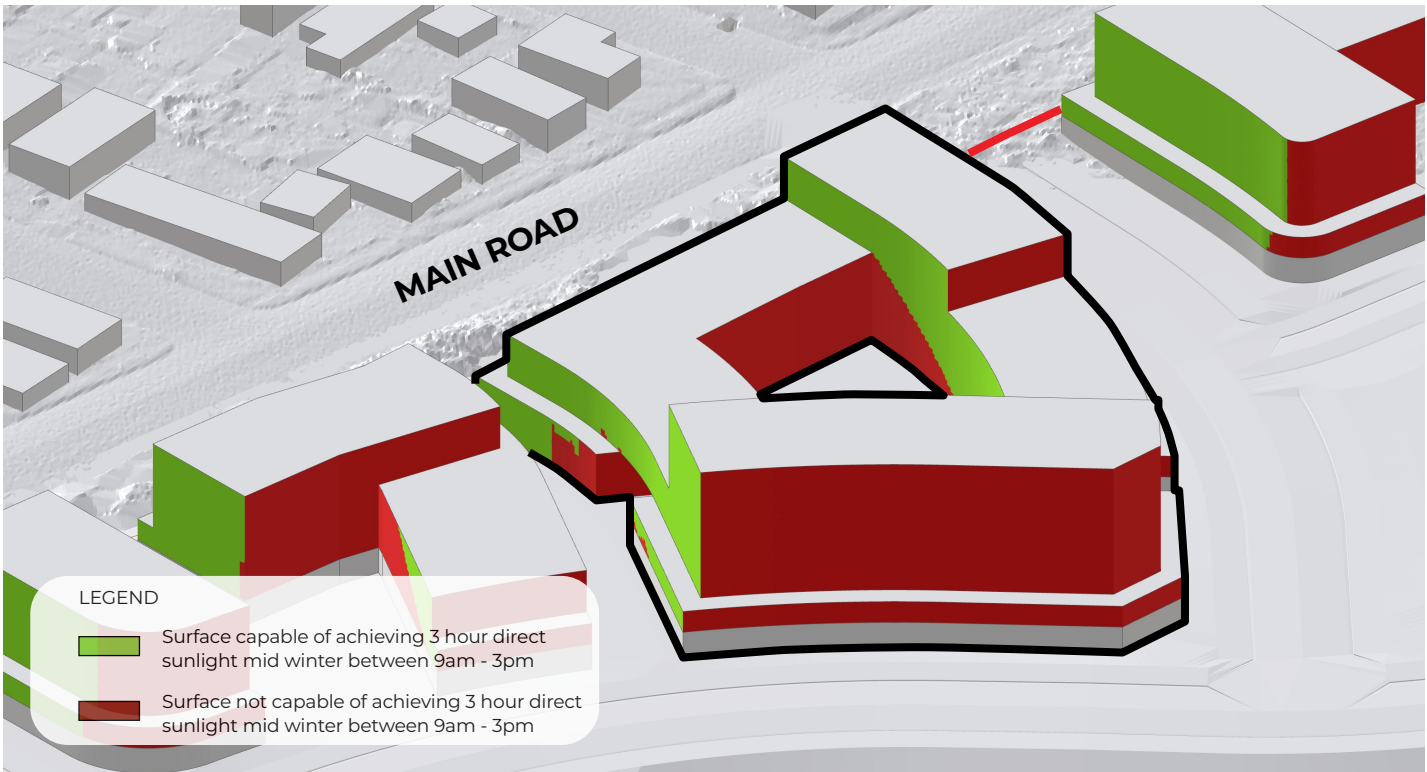 MAIN ROAD
LEGEND
Surface capable of achieving 3 hour direct
sunlight mid winter between 9am - 3pm
Surface not capable of achieving 3 hour direct
sunlight mid winter between 9am - 3pm